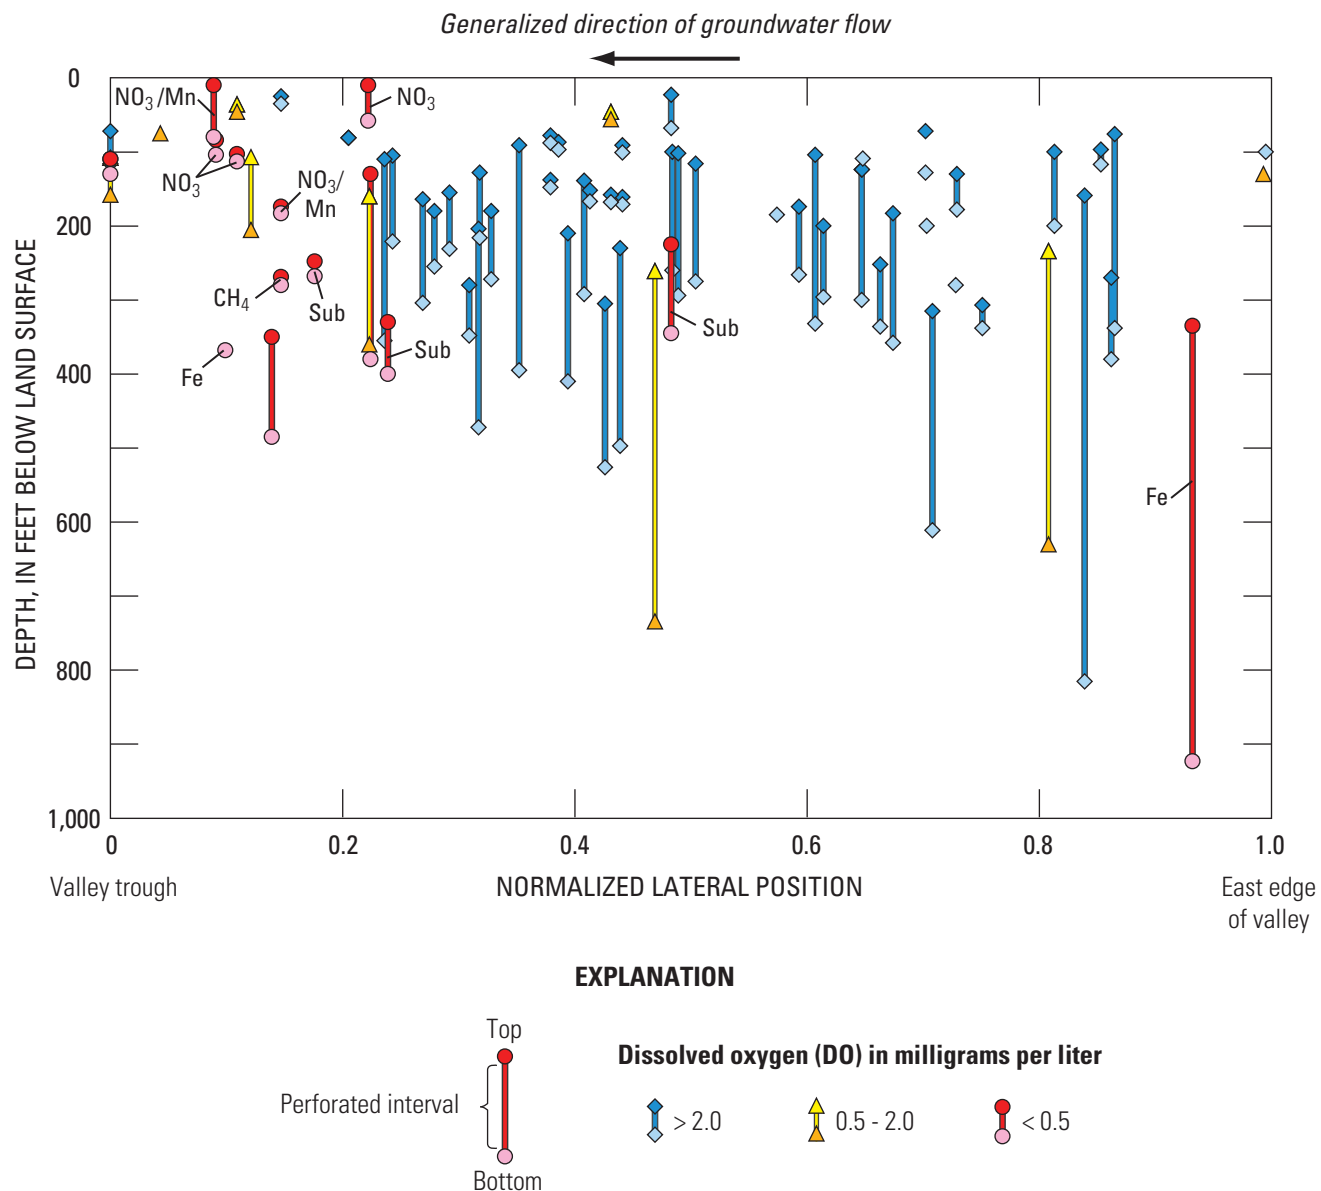 Generalized direction of groundwater flow
0
200
400
600
800
1,000
DEPTH, IN FEET BELOW LAND SURFACE
NO3/Mn
NO3
NO3
NO3/
Mn
CH4
Sub
Fe
Sub
Sub
Fe
0
0.2
0.4
0.6
0.8
1.0
Valley trough
NORMALIZED LATERAL POSITION
East edge
of valley
EXPLANATION
Top
Perforated interval
Bottom
Dissolved oxygen (DO) in milligrams per liter
> 2.0
0.5 - 2.0
< 0.5